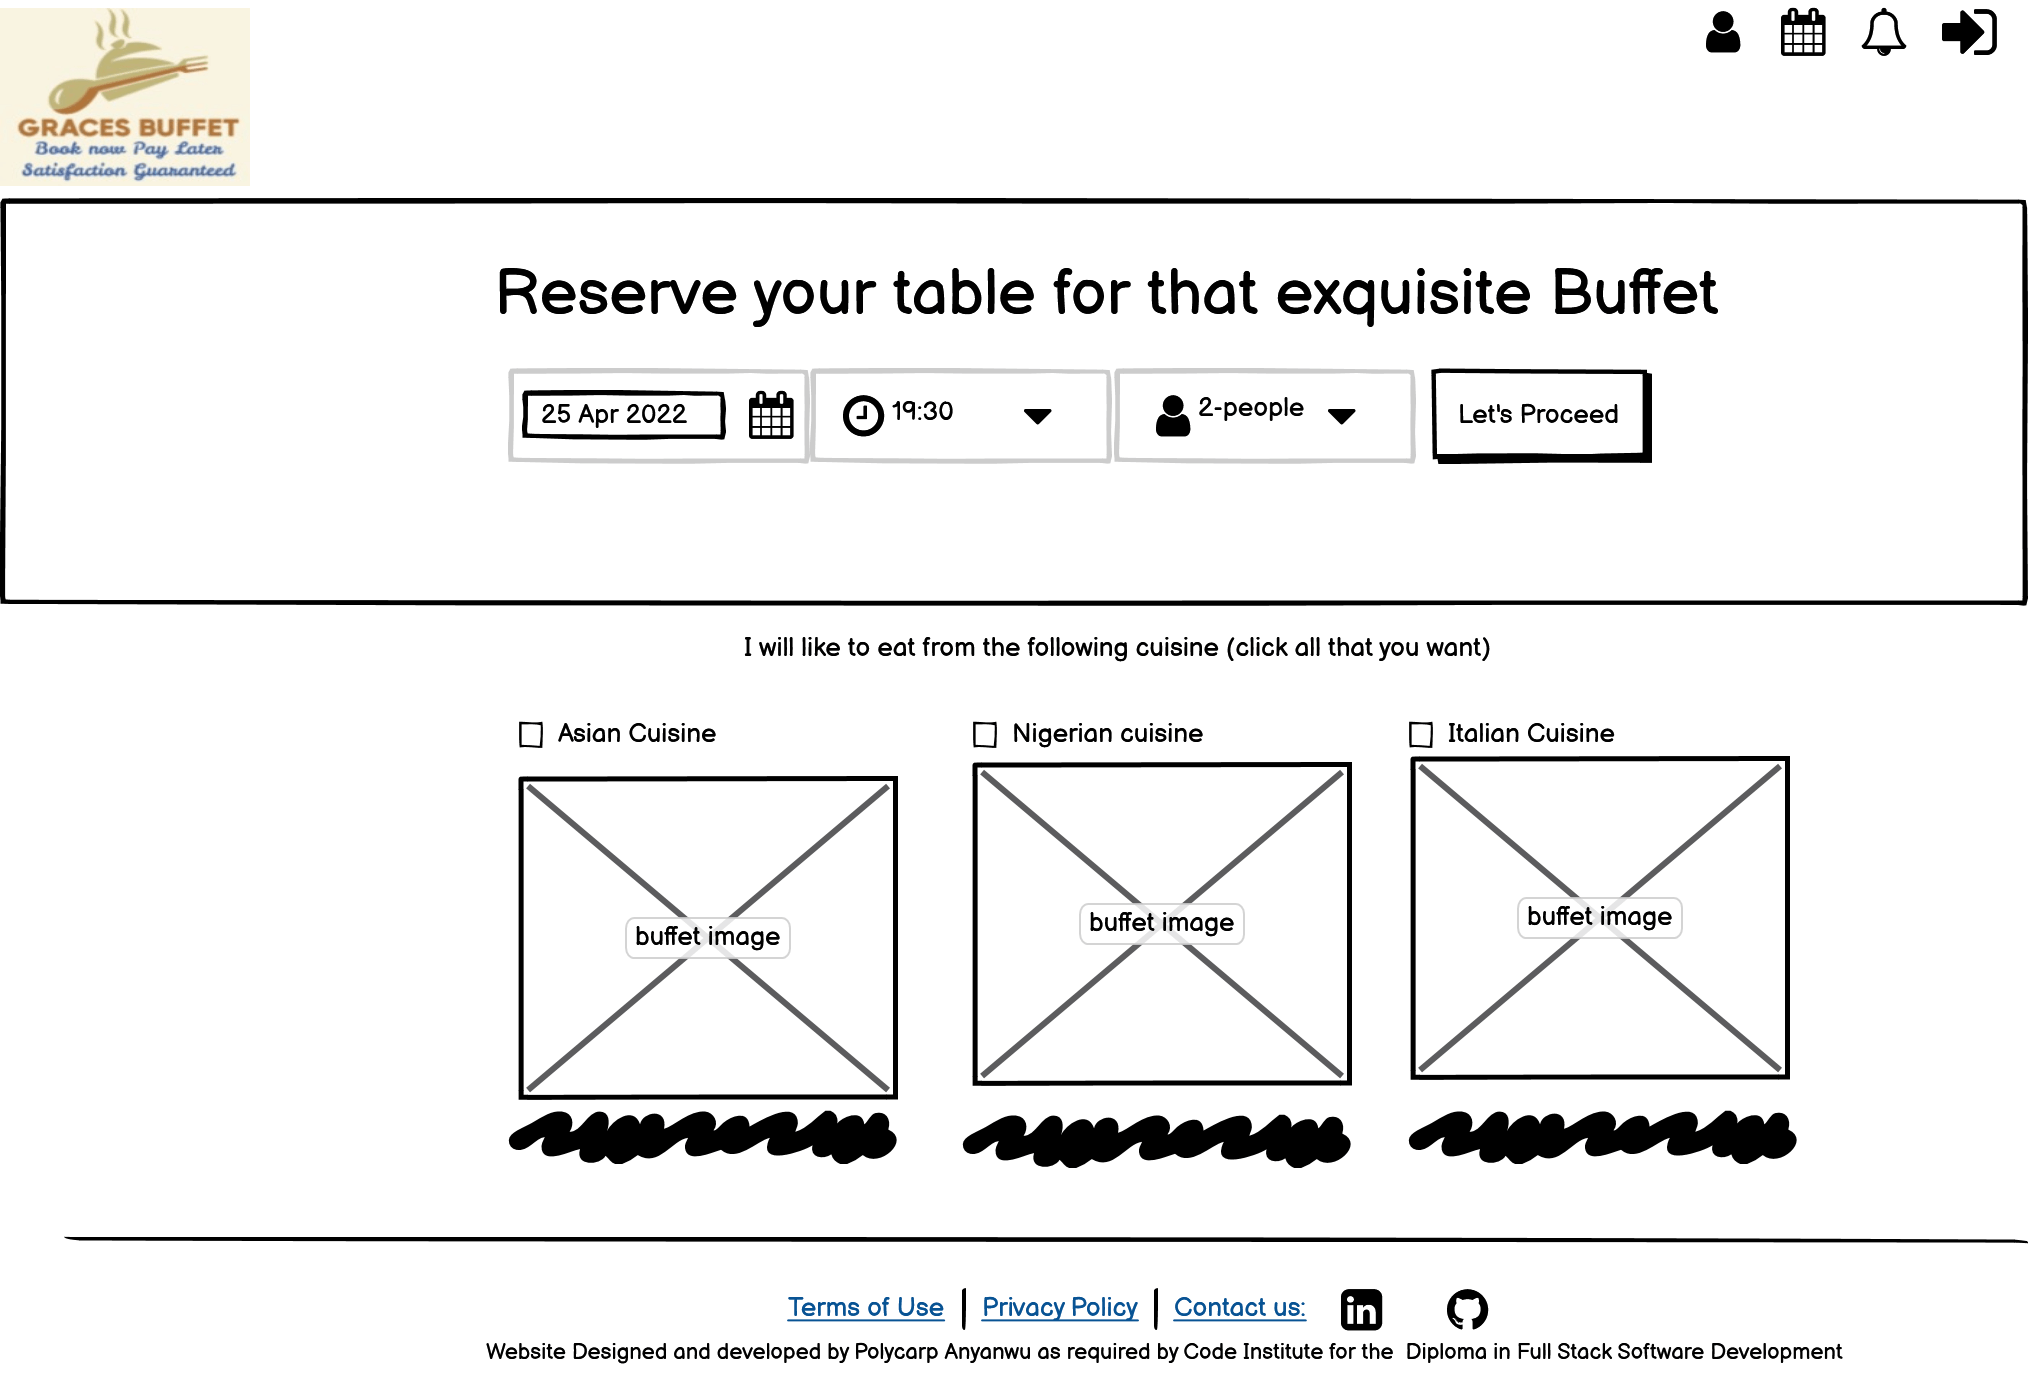 GRACES BUFFET
Book now Pay Later
Satisfaction Guaranteed
Reserve your table for that exquisite Buffet
25 Apr 2022 19:30 2-people Let's Proceed
I will like to eat from the following cuisine (click all that you want)
Asian Cuisine Nigerian cuisine Italian Cuisine
buffet image buffet image buffet image
Terms of Use Privacy Policy Contact us: in
Website Designed and developed by Polycarp Anyanwu as required by Code Institute for the Diploma in Full Stack Software Development